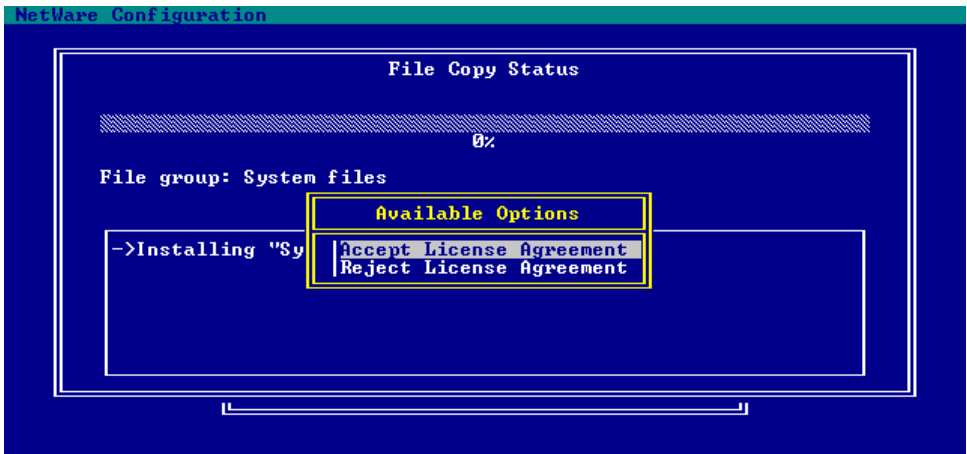 NetWare Configuration
File Copy Status
0%
File group: System files
Available Options
->Installing "Sy
Accept License Agreement
Reject License Agreement